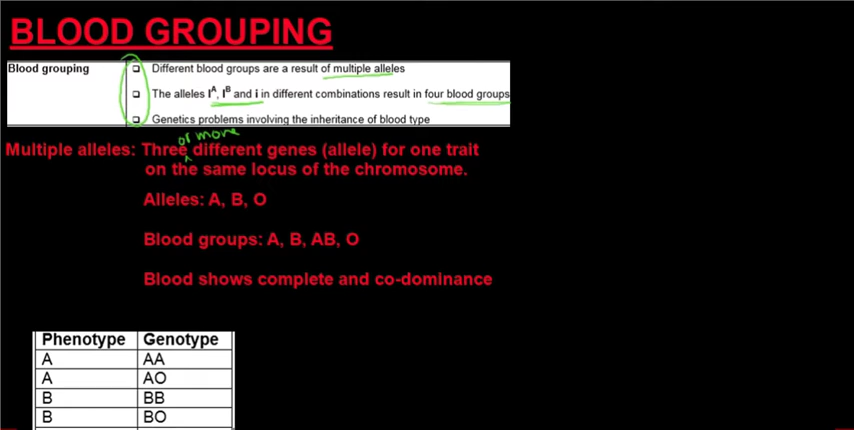 BLOOD GROUPING
Blood grouping ❑ Different blood groups are a result of multiple alleles
❑ The alleles Iᴬ, Iᴮ and i in different combinations result in four blood groups
❑ Genetics problems involving the inheritance of blood type
or more
Multiple alleles: Three different genes (allele) for one trait
on the same locus of the chromosome.
Alleles: A, B, O
Blood groups: A, B, AB, O
Blood shows complete and co-dominance
Phenotype Genotype
A AA
A AO
B BB
B BO